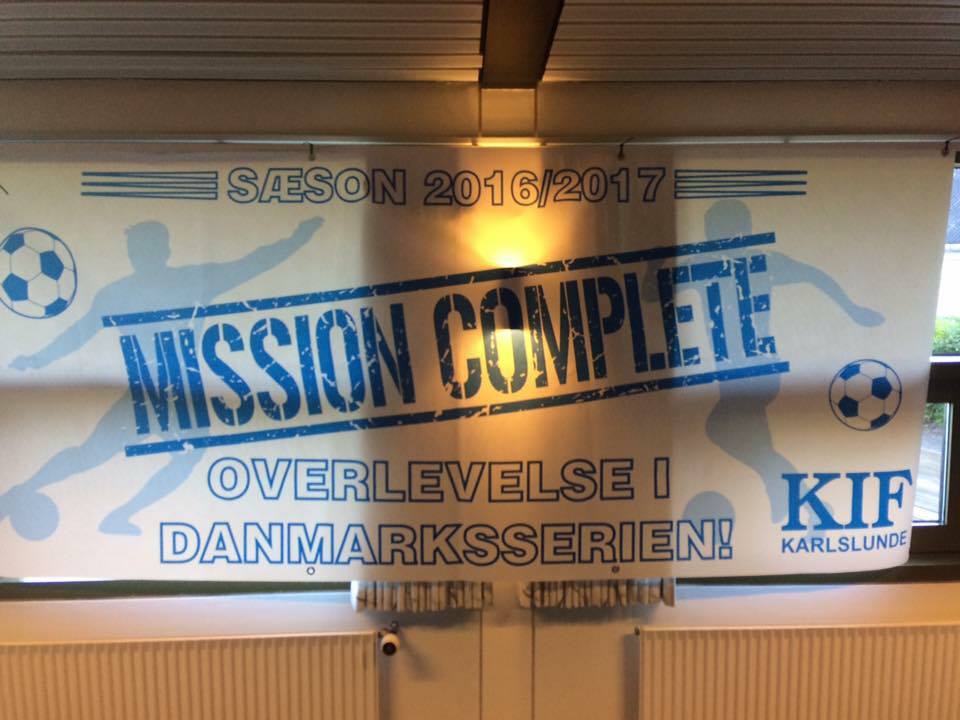 SÆSON 2016/2017
MISSION COMPLETE
OVERLEVELSE I
DANMARKSSERIEN!
KIF
KARLSLUNDE